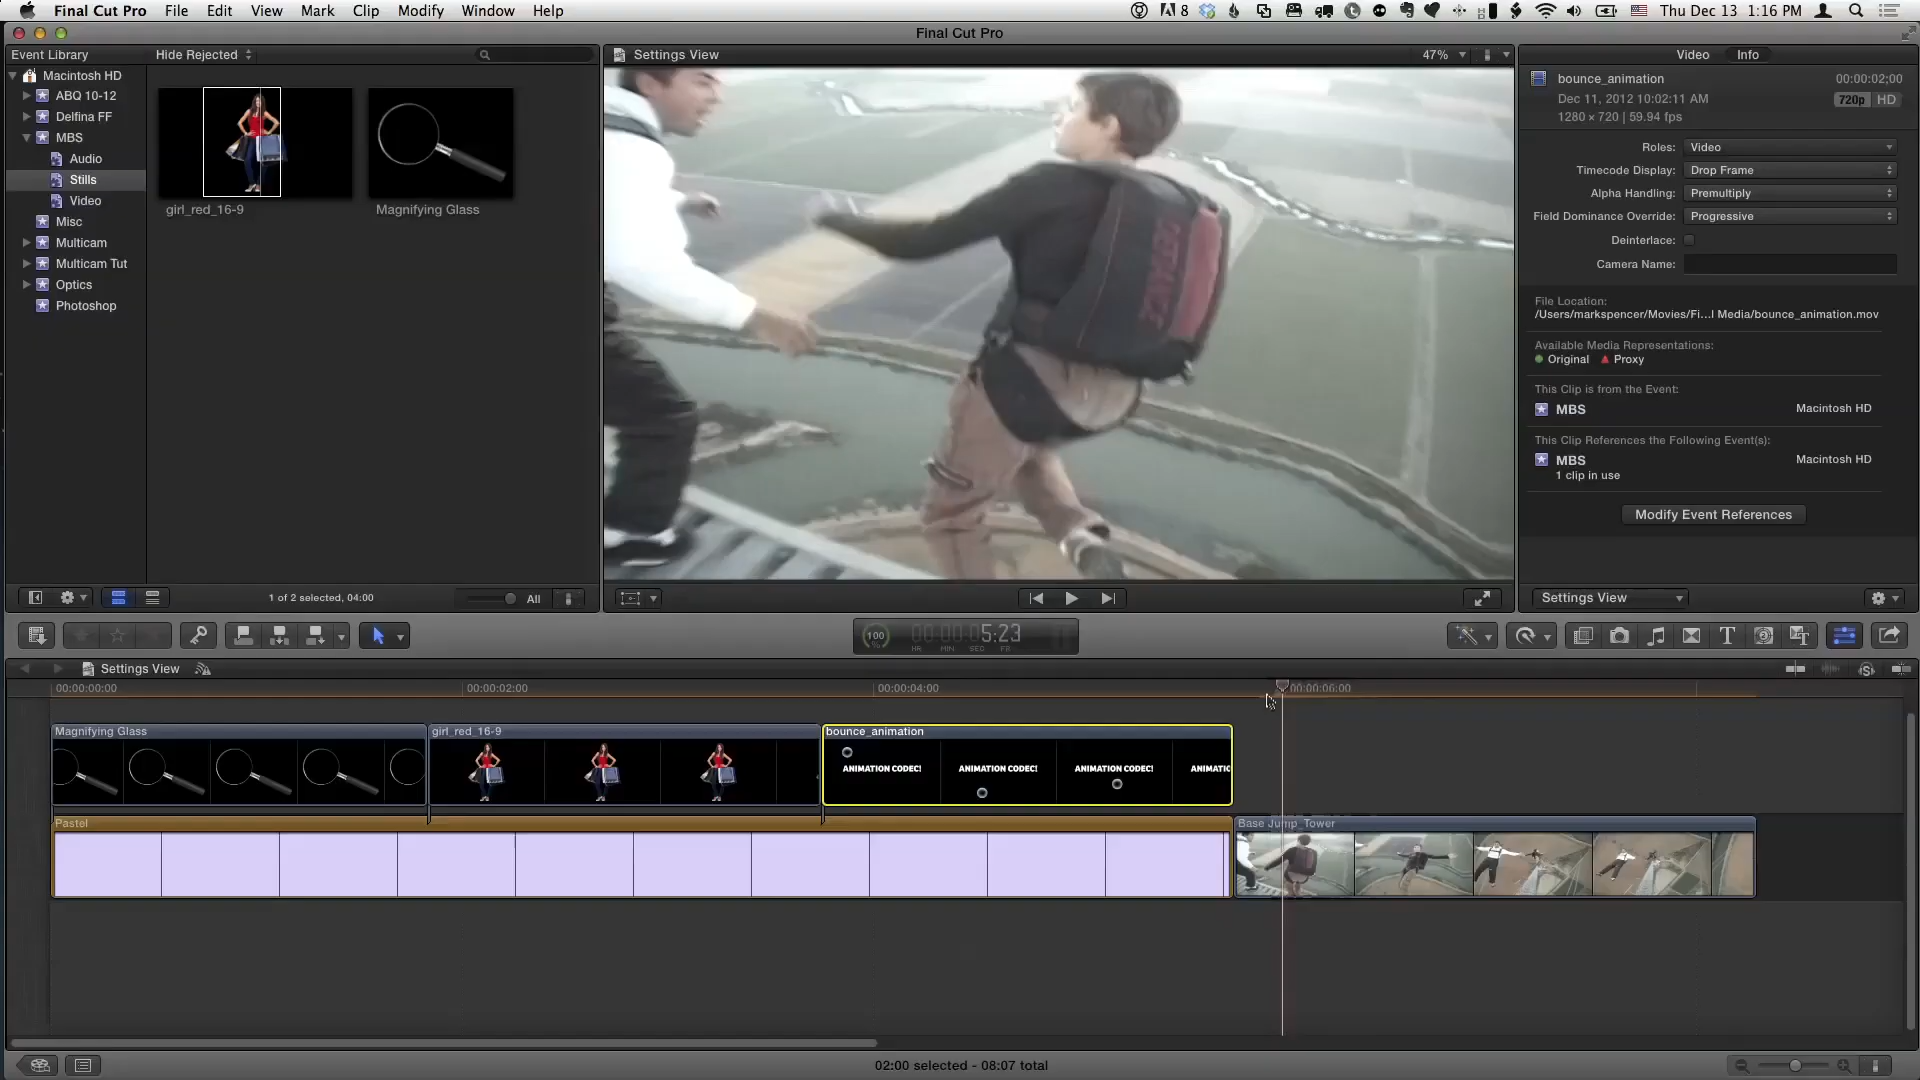 Final Cut Pro File Edit View Mark Clip Modify Window Help 8 Thu Dec 13 1:16 PM
Final Cut Pro
Event Library Hide Rejected
Macintosh HD
ABQ 10-12
Delfina FF
MBS
Audio
Stills
Video
Misc
Multicam
Multicam Tut
Optics
Photoshop
girl_red_16-9 Magnifying Glass
1 of 2 selected, 04:00 All
Settings View 47%
Video Info
bounce_animation 00:00:02;00
Dec 11, 2012 10:02:11 AM 720p HD
1280 × 720 | 59.94 fps
Roles: Video
Timecode Display: Drop Frame
Alpha Handling: Premultiply
Field Dominance Override: Progressive
Deinterlace:
Camera Name:
File Location:
/Users/markspencer/Movies/Fi...l Media/bounce_animation.mov
Available Media Representations:
Original Proxy
This Clip is from the Event:
MBS Macintosh HD
This Clip References the Following Event(s):
MBS Macintosh HD
1 clip in use
Modify Event References
Settings View
100 % 00:00:05:23
HR MIN SEC FR
Settings View
00:00:00:00 00:00:02:00 00:00:04:00 00:00:06:00
Magnifying Glass girl_red_16-9 bounce_animation
ANIMATION CODEC! ANIMATION CODEC! ANIMATION CODEC! ANIMATIC
Pastel Base Jump_Tower
02:00 selected - 08:07 total